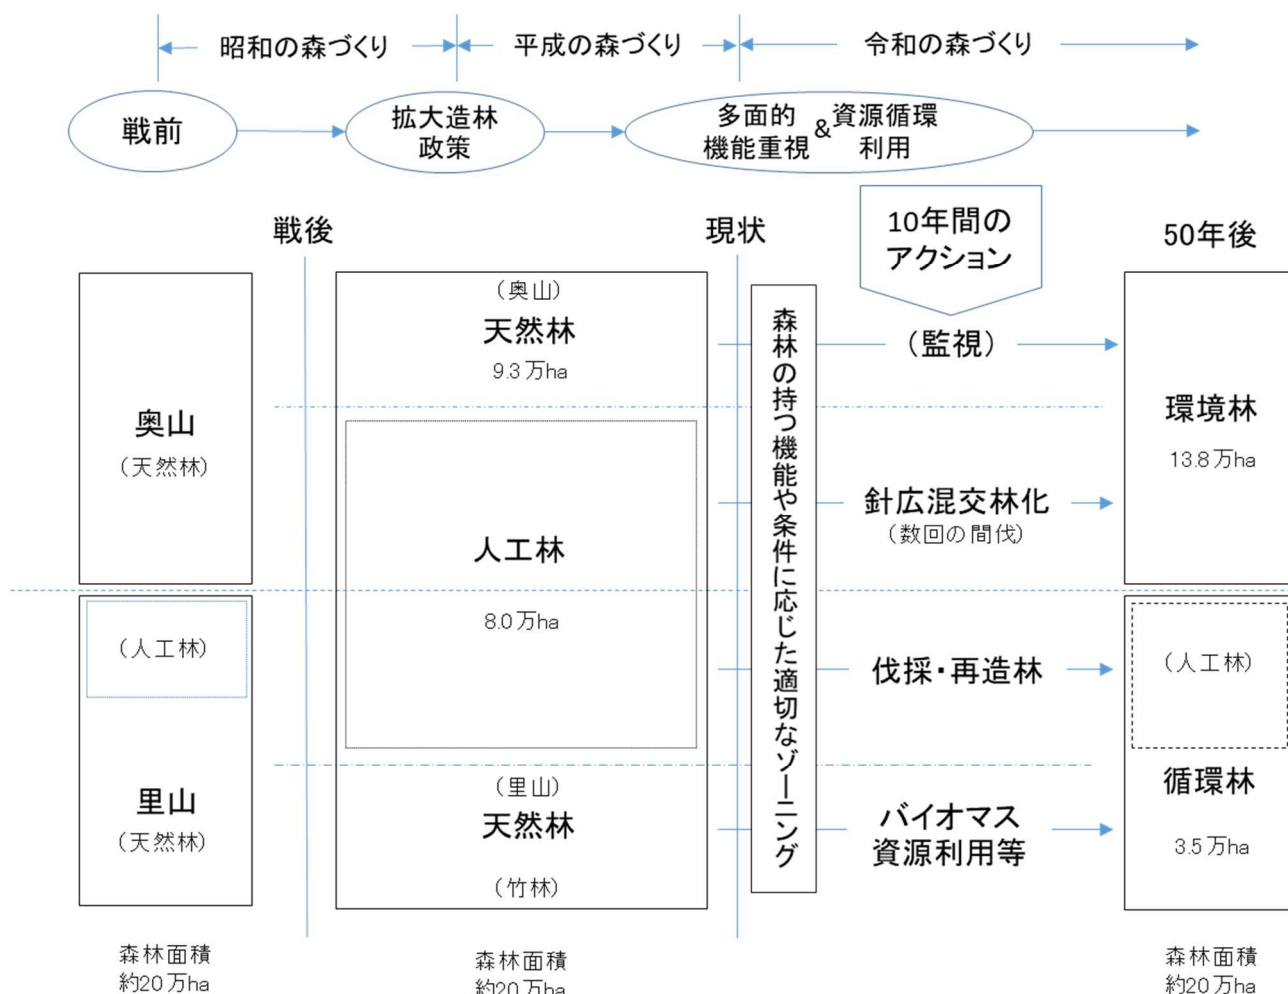 昭和の森づくり
平成の森づくり
令和の森づくり
戦前
拡大造林
政策
多面的
機能重視
&
資源循環
利用
10年間の
アクション
戦後
現状
50年後
奥山
(天然林)
(人工林)
里山
(天然林)
森林面積
約20万ha
(奥山)
天然林
9.3万ha
人工林
8.0万ha
(里山)
天然林
(竹林)
森林面積
約20万ha
森林の持つ機能や条件に応じた適切なゾーニング
(監視)
針広混交林化
(数回の間伐)
伐採・再造林
バイオマス
資源利用等
環境林
13.8万ha
(人工林)
循環林
3.5万ha
森林面積
約20万ha